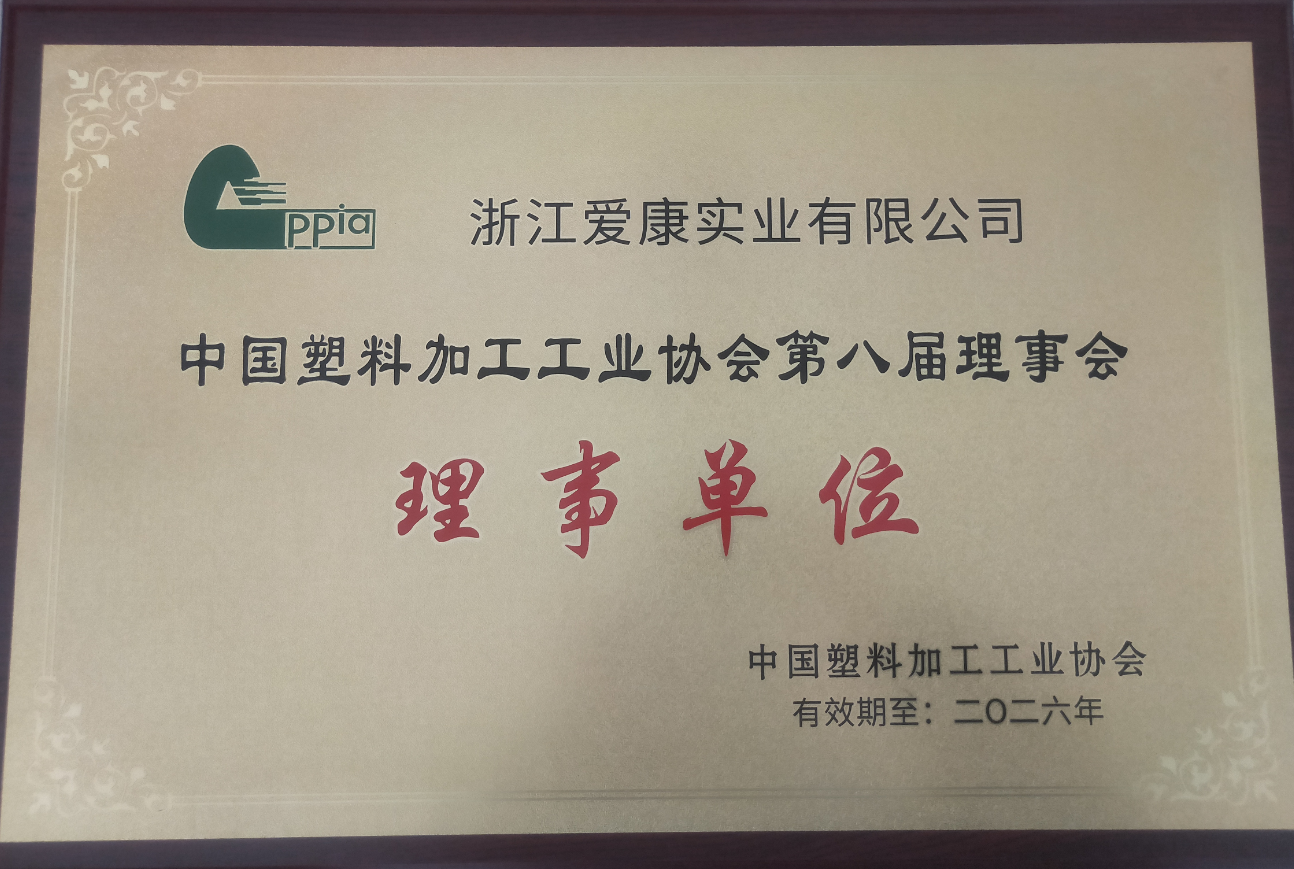 Cppia
浙江爱康实业有限公司
中国塑料加工工业协会第八届理事会
理事单位
中国塑料加工工业协会
有效期至：二O二六年